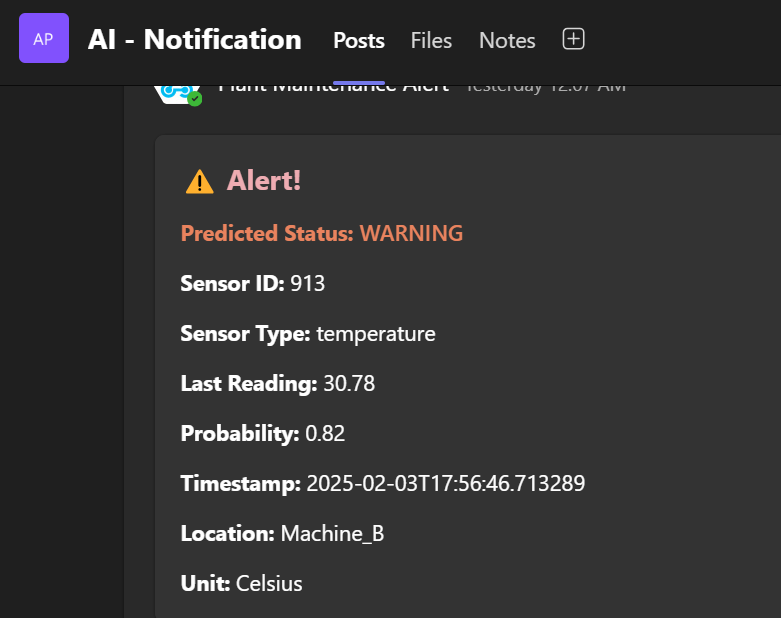 AP
AI - Notification Posts Files Notes
Plant Maintenance Alert Yesterday 12:07 AM
Alert!
Predicted Status: WARNING
Sensor ID: 913
Sensor Type: temperature
Last Reading: 30.78
Probability: 0.82
Timestamp: 2025-02-03T17:56:46.713289
Location: Machine_B
Unit: Celsius